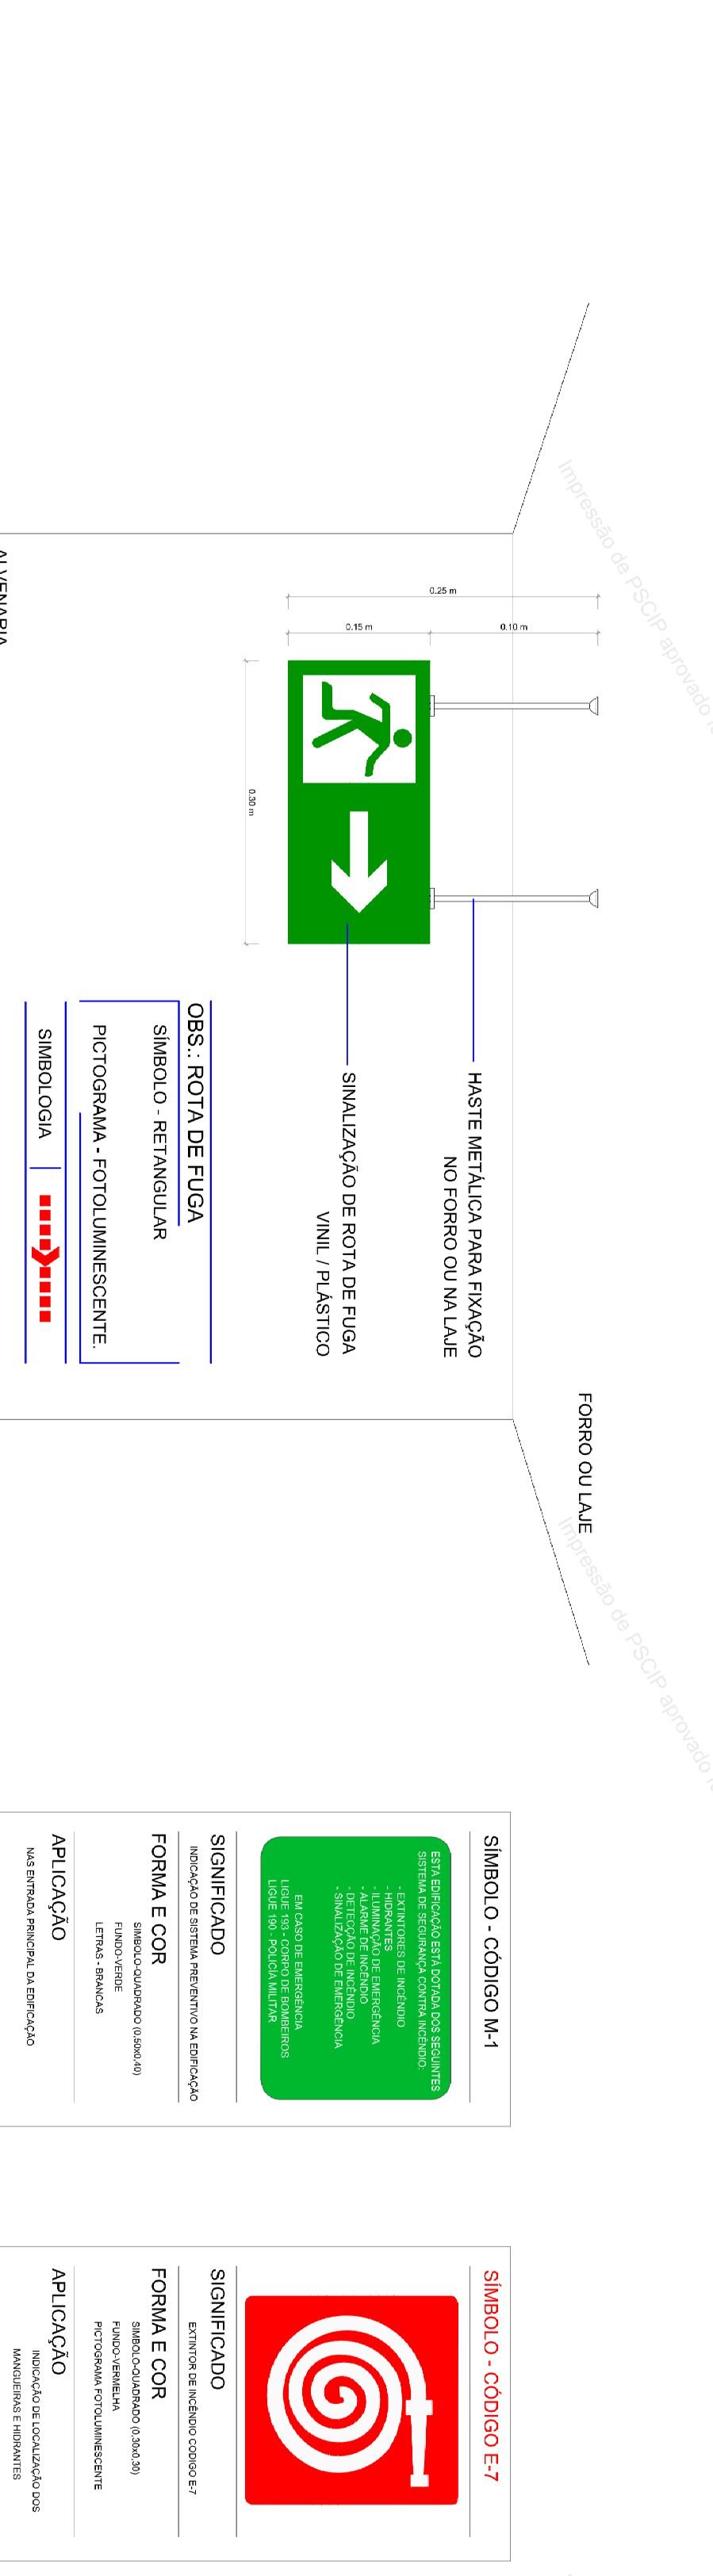 FORRO OU LAJE
Impressão de PSCIP aprovado
Impressão de PSCIP aprovado
0.25 m
0.15 m
0.10 m
0.30 m
HASTE METÁLICA PARA FIXAÇÃO
NO FORRO OU NA LAJE
SINALIZAÇÃO DE ROTA DE FUGA
VINIL / PLÁSTICO
OBS.: ROTA DE FUGA
SÍMBOLO - RETANGULAR
PICTOGRAMA - FOTOLUMINESCENTE.
SIMBOLOGIA
ALVENARIA
SÍMBOLO - CÓDIGO M-1
ESTA EDIFICAÇÃO ESTÁ DOTADA DOS SEGUINTES
SISTEMA DE SEGURANÇA CONTRA INCÊNDIO:
- EXTINTORES DE INCÊNDIO
- HIDRANTES
- ILUMINAÇÃO DE EMERGÊNCIA
- ALARME DE INCÊNDIO
- DETECÇÃO DE INCÊNDIO
- SINALIZAÇÃO DE EMERGÊNCIA
EM CASO DE EMERGÊNCIA
LIGUE 193 - CORPO DE BOMBEIROS
LIGUE 190 - POLICIA MILITAR
SIGNIFICADO
INDICAÇÃO DE SISTEMA PREVENTIVO NA EDIFICAÇÃO
FORMA E COR
SIMBOLO-QUADRADO (0,50x0,40)
FUNDO-VERDE
LETRAS - BRANCAS
APLICAÇÃO
NAS ENTRADA PRINCIPAL DA EDIFICAÇÃO
SÍMBOLO - CÓDIGO E-7
SIGNIFICADO
EXTINTOR DE INCÊNDIO CODIGO E-7
FORMA E COR
SIMBOLO-QUADRADO (0,30x0,30)
FUNDO-VERMELHA
PICTOGRAMA FOTOLUMINESCENTE
APLICAÇÃO
INDICAÇÃO DE LOCALIZAÇÃO DOS
MANGUEIRAS E HIDRANTES